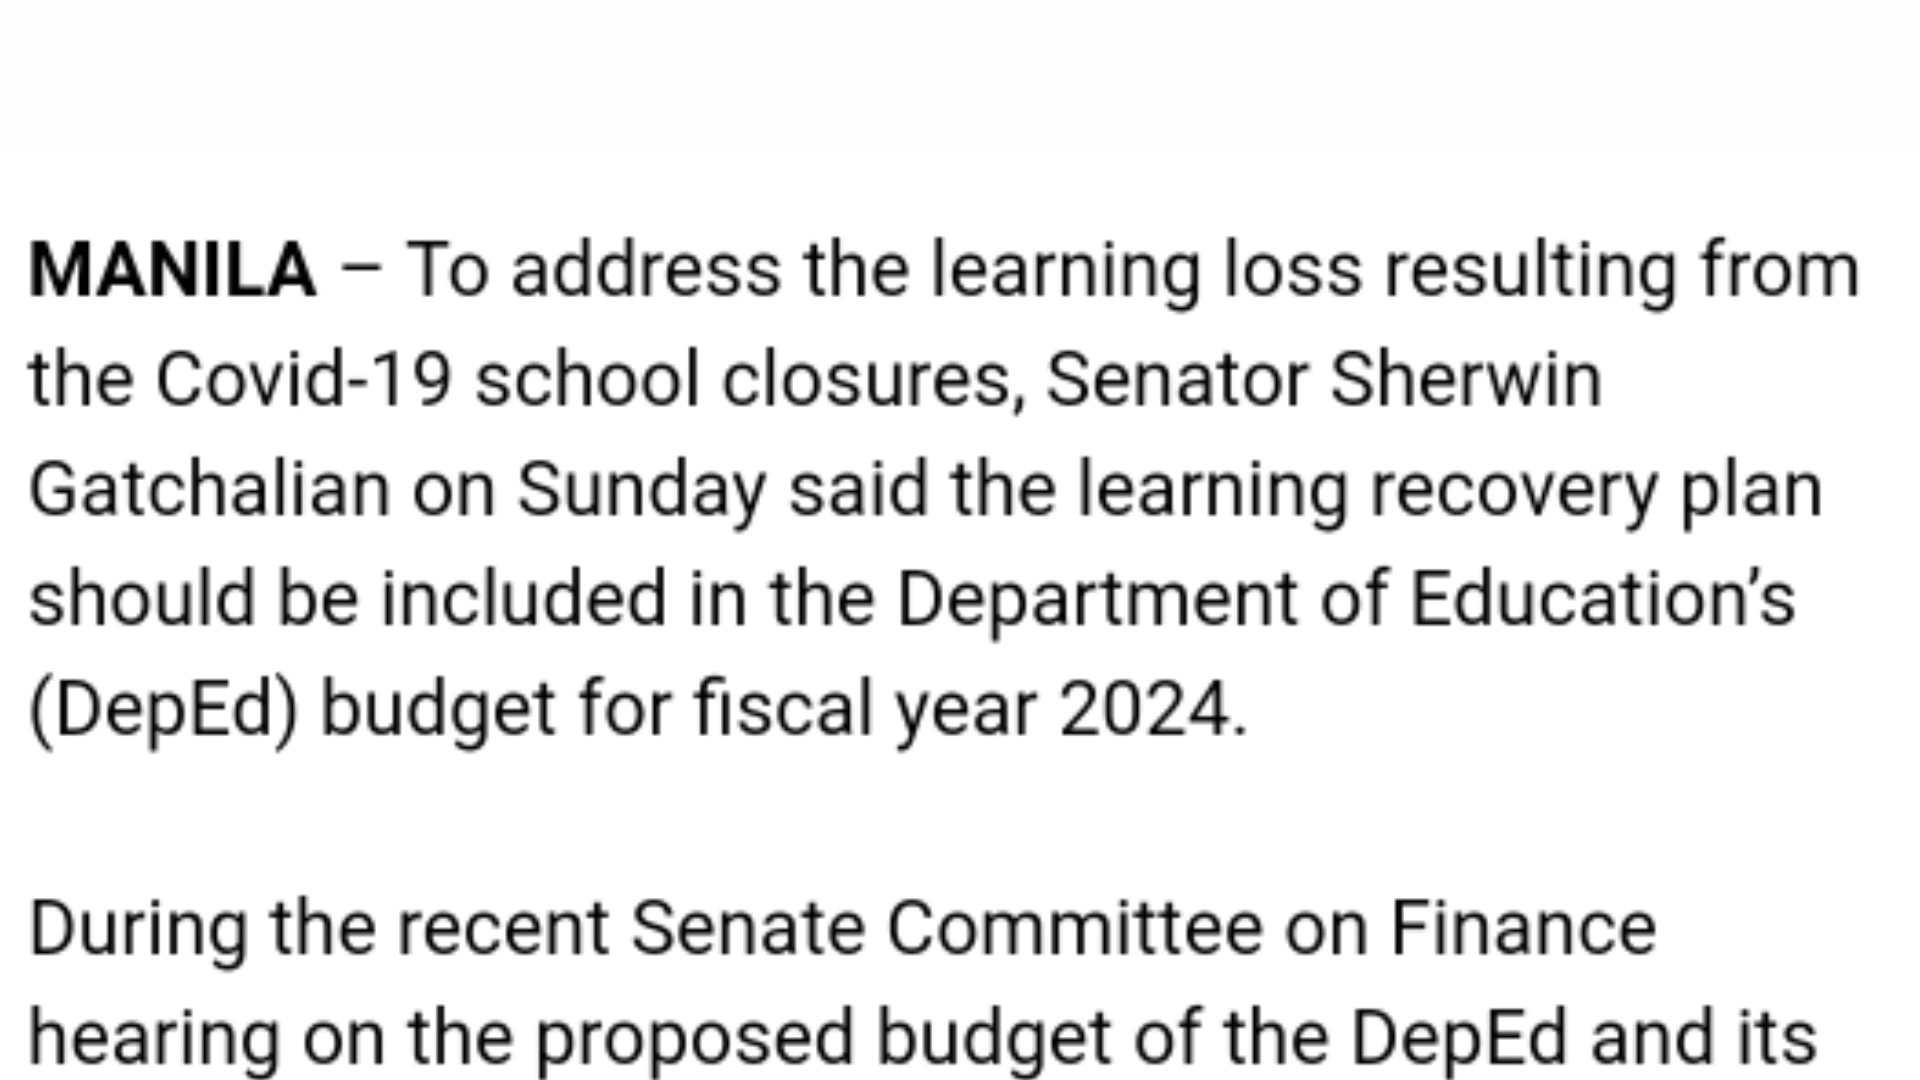 MANILA – To address the learning loss resulting from
the Covid-19 school closures, Senator Sherwin
Gatchalian on Sunday said the learning recovery plan
should be included in the Department of Education’s
(DepEd) budget for fiscal year 2024.
During the recent Senate Committee on Finance
hearing on the proposed budget of the DepEd and its